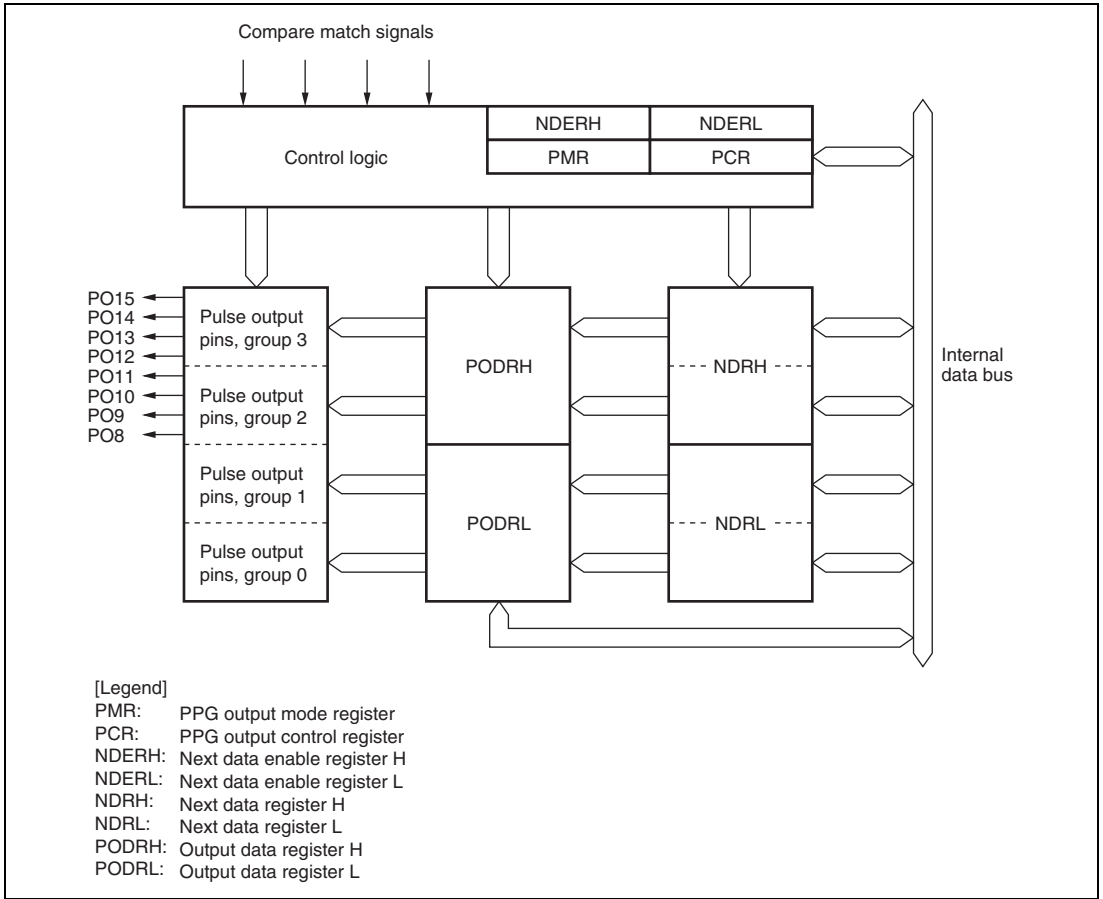 Compare match signals
NDERH
NDERL
Control logic
PMR
PCR
PO15
PO14
PO13
PO12
PO11
PO10
PO9
PO8
Pulse output
pins, group 3
Pulse output
pins, group 2
Pulse output
pins, group 1
Pulse output
pins, group 0
PODRH
PODRL
NDRH
NDRL
Internal
data bus
[Legend]
PMR: PPG output mode register
PCR: PPG output control register
NDERH: Next data enable register H
NDERL: Next data enable register L
NDRH: Next data register H
NDRL: Next data register L
PODRH: Output data register H
PODRL: Output data register L